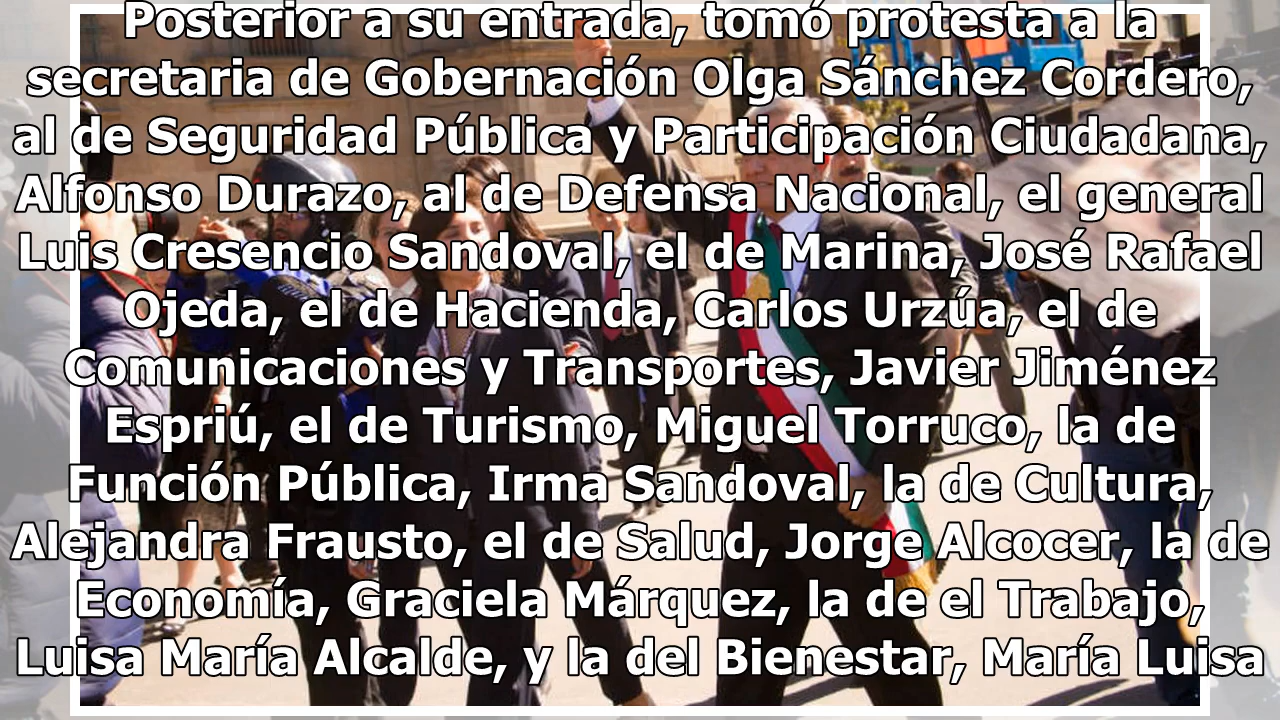 Posterior a su entrada, tomó protesta a la
secretaria de Gobernación Olga Sánchez Cordero,
al de Seguridad Pública y Participación Ciudadana,
Alfonso Durazo, al de Defensa Nacional, el general
Luis Cresencio Sandoval, el de Marina, José Rafael
Ojeda, el de Hacienda, Carlos Urzúa, el de
Comunicaciones y Transportes, Javier Jiménez
Espriú, el de Turismo, Miguel Torruco, la de
Función Pública, Irma Sandoval, la de Cultura,
Alejandra Frausto, el de Salud, Jorge Alcocer, la de
Economía, Graciela Márquez, la de el Trabajo,
Luisa María Alcalde, y la del Bienestar, María Luisa